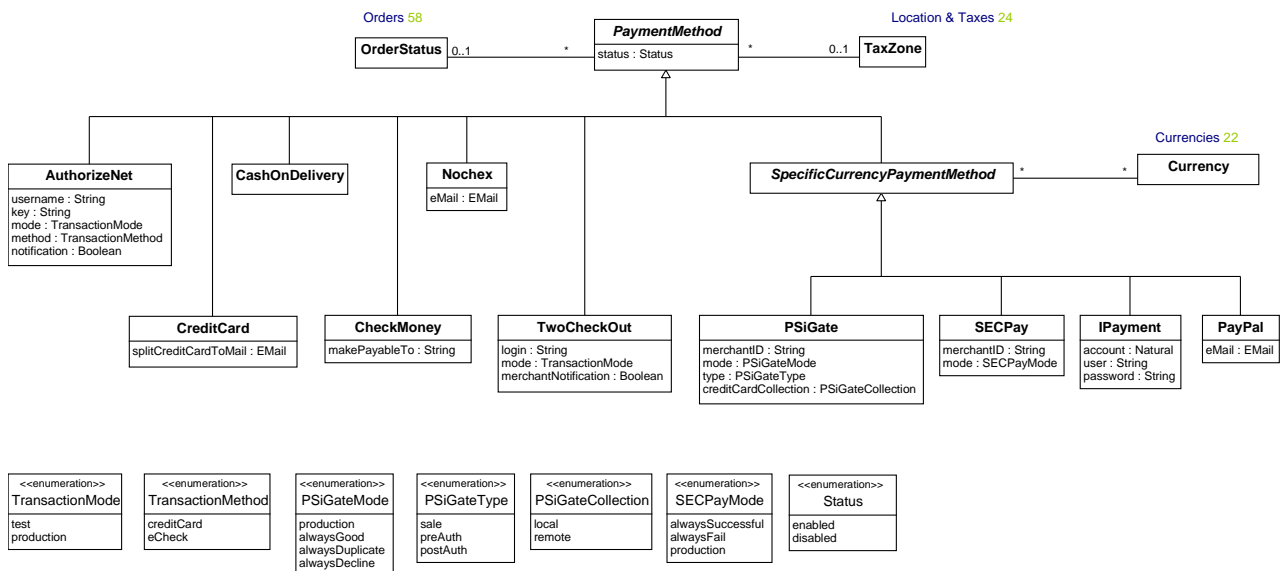 Orders 58
Location & Taxes 24
PaymentMethod
status : Status
OrderStatus
0..1
*
*
0..1
TaxZone
Currencies 22
AuthorizeNet
username : String
key : String
mode : TransactionMode
method : TransactionMethod
notification : Boolean
CashOnDelivery
Nochex
eMail : EMail
SpecificCurrencyPaymentMethod
*
*
Currency
CreditCard
splitCreditCardToMail : EMail
CheckMoney
makePayableTo : String
TwoCheckOut
login : String
mode : TransactionMode
merchantNotification : Boolean
PSiGate
merchantID : String
mode : PSiGateMode
type : PSiGateType
creditCardCollection : PSiGateCollection
SECPay
merchantID : String
mode : SECPayMode
IPayment
account : Natural
user : String
password : String
PayPal
eMail : EMail
<<enumeration>>
TransactionMode
test
production
<<enumeration>>
TransactionMethod
creditCard
eCheck
<<enumeration>>
PSiGateMode
production
alwaysGood
alwaysDuplicate
alwaysDecline
<<enumeration>>
PSiGateType
sale
preAuth
postAuth
<<enumeration>>
PSiGateCollection
local
remote
<<enumeration>>
SECPayMode
alwaysSuccessful
alwaysFail
production
<<enumeration>>
Status
enabled
disabled